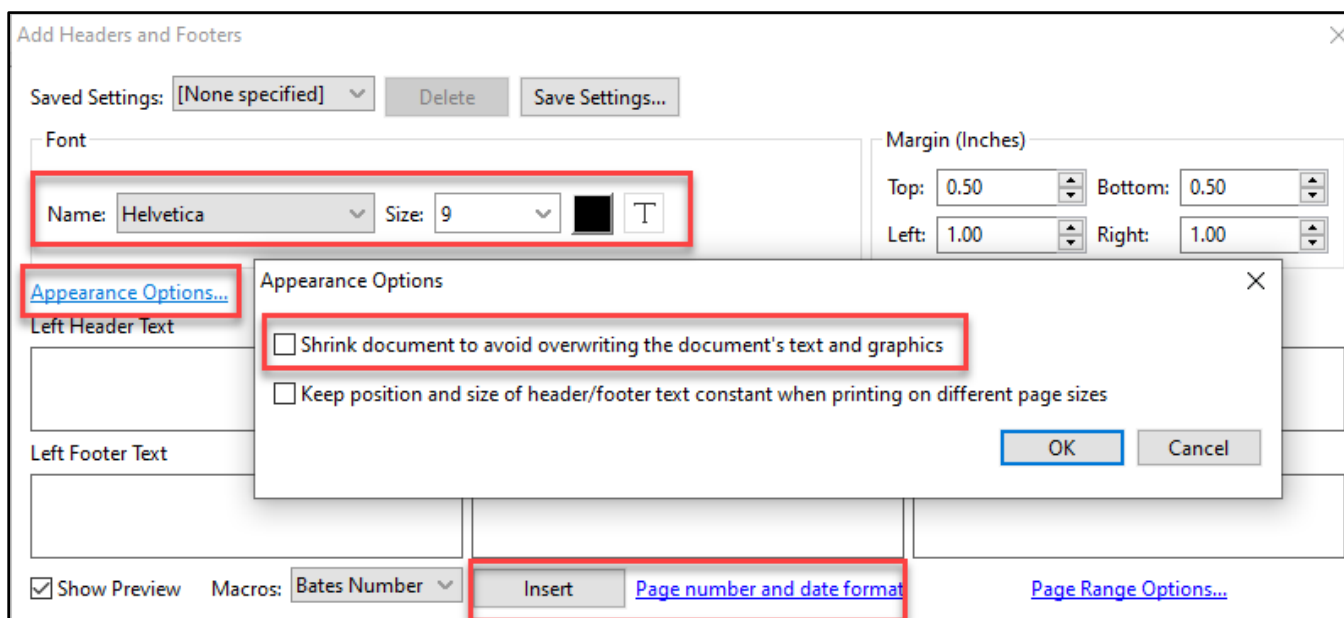 Add Headers and Footers
Saved Settings: [None specified] Delete Save Settings...
Font
Margin (Inches)
Name: Helvetica Size: 9 T
Top: 0.50 Bottom: 0.50
Left: 1.00 Right: 1.00
Appearance Options...
Appearance Options
Left Header Text
Shrink document to avoid overwriting the document's text and graphics
Keep position and size of header/footer text constant when printing on different page sizes
OK Cancel
Left Footer Text
Show Preview Macros: Bates Number Insert Page number and date format Page Range Options...